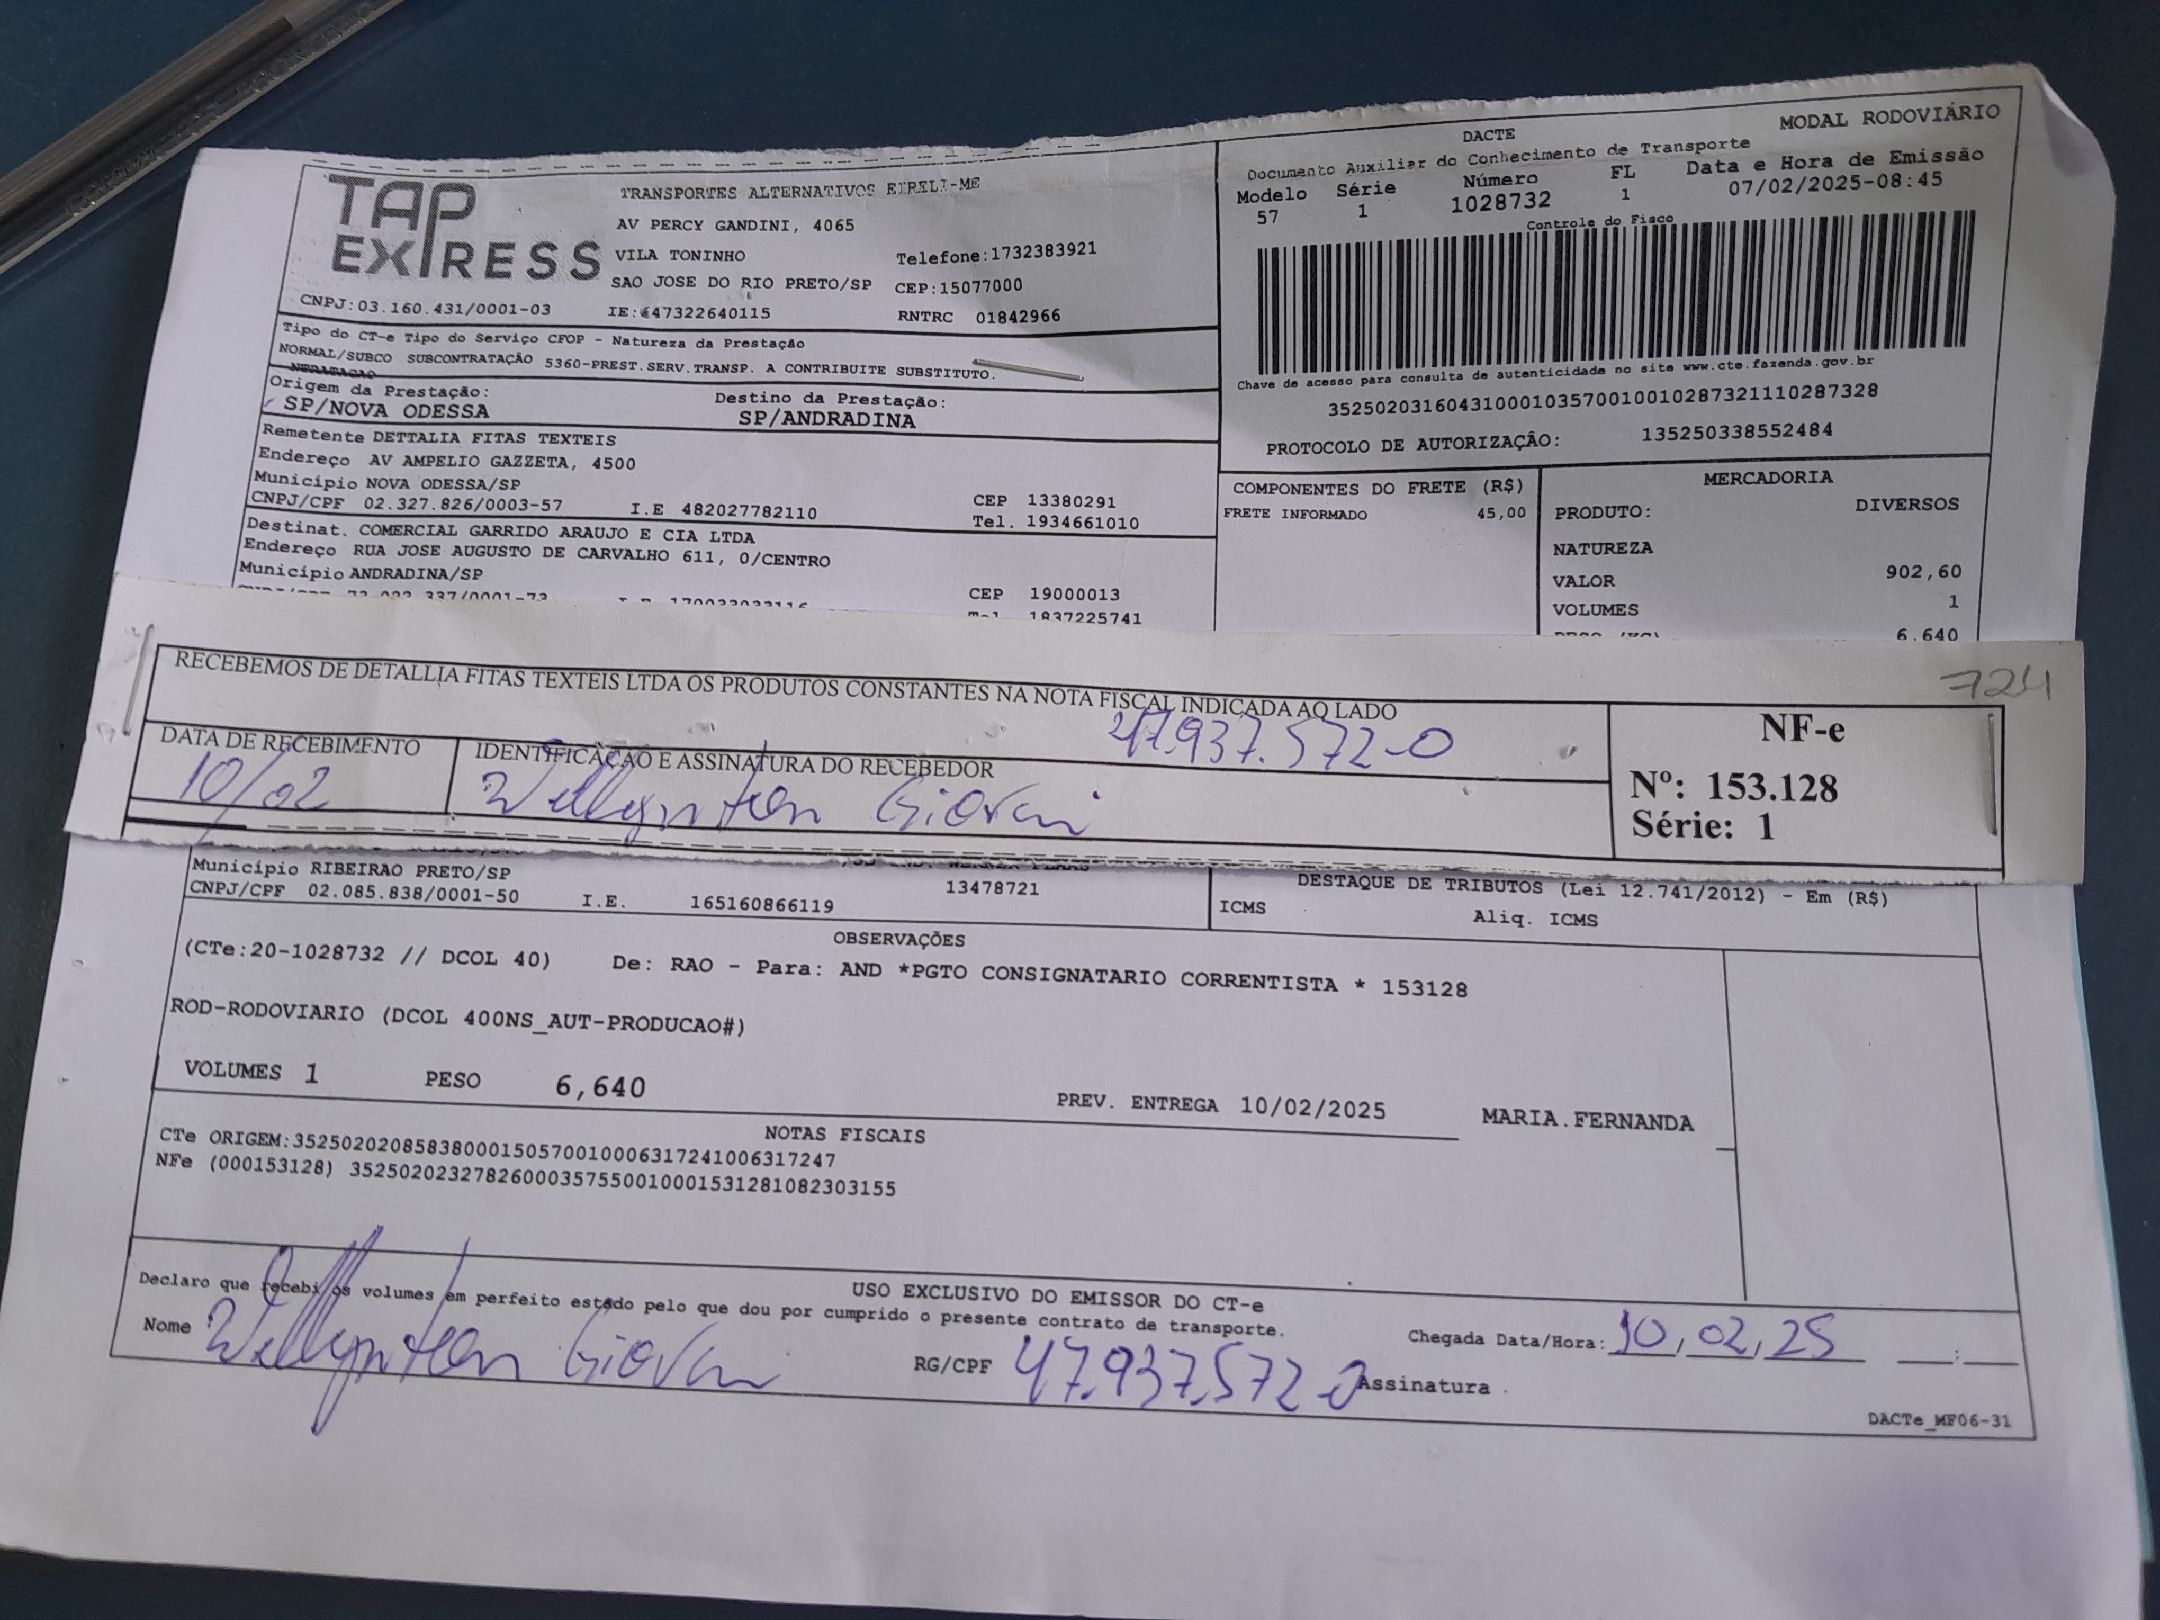 MODAL RODOVIÁRIO
DACTE
Documento Auxiliar do Conhecimento de Transporte
Modelo Série Número FL Data e Hora de Emissão
57 1 1028732 1 07/02/2025-08:45
Controle do Fisco
Chave de acesso para consulta de autenticidade no site www.cte.fazenda.gov.br
35250203160431000103570010010287321110287328
PROTOCOLO DE AUTORIZAÇÃO: 135250338552484
TAP EXPRESS
TRANSPORTES ALTERNATIVOS EIRELI-ME
AV PERCY GANDINI, 4065
VILA TONINHO Telefone:1732383921
SAO JOSE DO RIO PRETO/SP CEP:15077000
CNPJ:03.160.431/0001-03 IE:647322640115 RNTRC 01842966
Tipo do CT-e Tipo do Serviço CFOP - Natureza da Prestação
NORMAL/SUBCO SUBCONTRATAÇÃO 5360-PREST.SERV.TRANSP. A CONTRIBUITE SUBSTITUTO.
NTRATACAO
Origem da Prestação: Destino da Prestação:
SP/NOVA ODESSA SP/ANDRADINA
Remetente DETTALIA FITAS TEXTEIS
Endereço AV AMPELIO GAZZETA, 4500
Município NOVA ODESSA/SP CEP 13380291
CNPJ/CPF 02.327.826/0003-57 I.E 482027782110 Tel. 1934661010
Destinat. COMERCIAL GARRIDO ARAUJO E CIA LTDA
Endereço RUA JOSE AUGUSTO DE CARVALHO 611, 0/CENTRO
Município ANDRADINA/SP CEP 19000013
1837225741
COMPONENTES DO FRETE (R$)
FRETE INFORMADO 45,00
MERCADORIA
PRODUTO: DIVERSOS
NATUREZA
VALOR 902,60
VOLUMES 1
6,640
724
RECEBEMOS DE DETALLIA FITAS TEXTEIS LTDA OS PRODUTOS CONSTANTES NA NOTA FISCAL INDICADA AO LADO
47.937.572-0
DATA DE RECEBIMENTO IDENTIFICAÇÃO E ASSINATURA DO RECEBEDOR
10/02 Wellynton Giovani
NF-e
Nº: 153.128
Série: 1
Município RIBEIRAO PRETO/SP 13478721
CNPJ/CPF 02.085.838/0001-50 I.E. 165160866119
DESTAQUE DE TRIBUTOS (Lei 12.741/2012) - Em (R$)
ICMS Aliq. ICMS
OBSERVAÇÕES
(CTe:20-1028732 // DCOL 40) De: RAO - Para: AND *PGTO CONSIGNATARIO CORRENTISTA * 153128
ROD-RODOVIARIO (DCOL 400NS_AUT-PRODUCAO#)
VOLUMES 1 PESO 6,640 PREV. ENTREGA 10/02/2025 MARIA.FERNANDA
NOTAS FISCAIS
CTe ORIGEM:35250202085838000150570010006317241006317247
NFe (000153128) 35250202327826000357550010001531281082303155
USO EXCLUSIVO DO EMISSOR DO CT-e
Declaro que recebi os volumes em perfeito estado pelo que dou por cumprido o presente contrato de transporte.
Nome Wellynton Giovani RG/CPF 47.937.572-0 Assinatura
Chegada Data/Hora: 10,02,25 :
DACTe_MF06-31